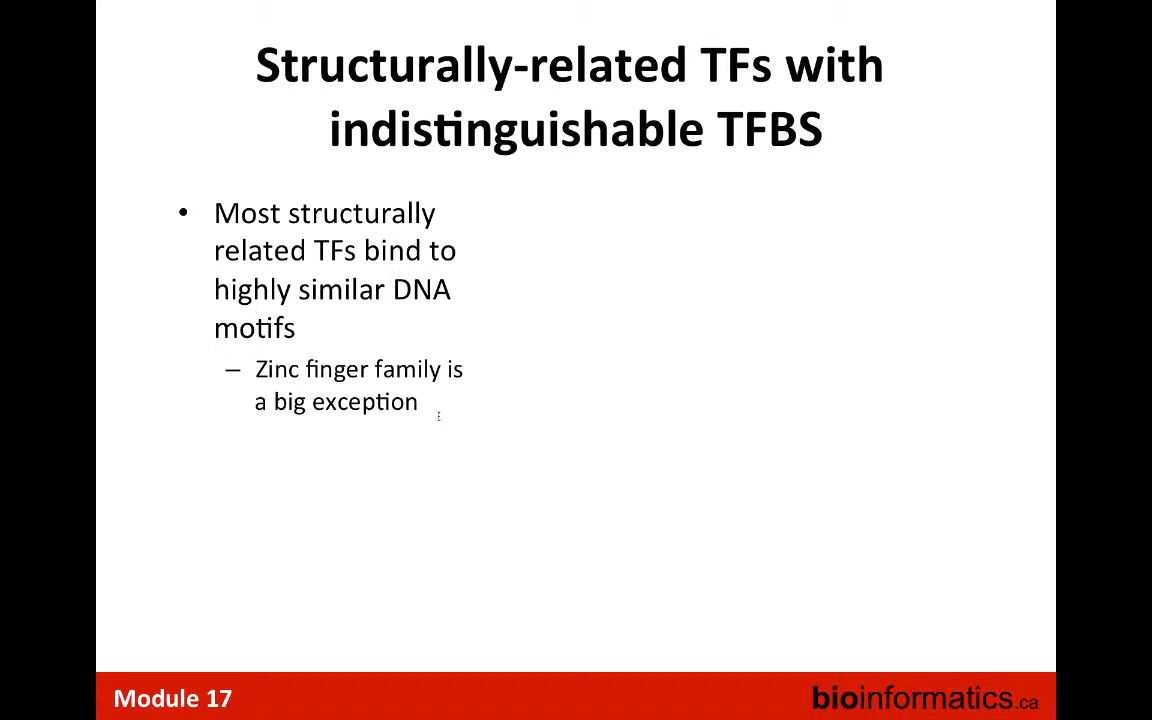 Structurally-related TFs with
indistinguishable TFBS
• Most structurally
related TFs bind to
highly similar DNA
motifs
– Zinc finger family is
a big exception
Module 17
bioinformatics.ca